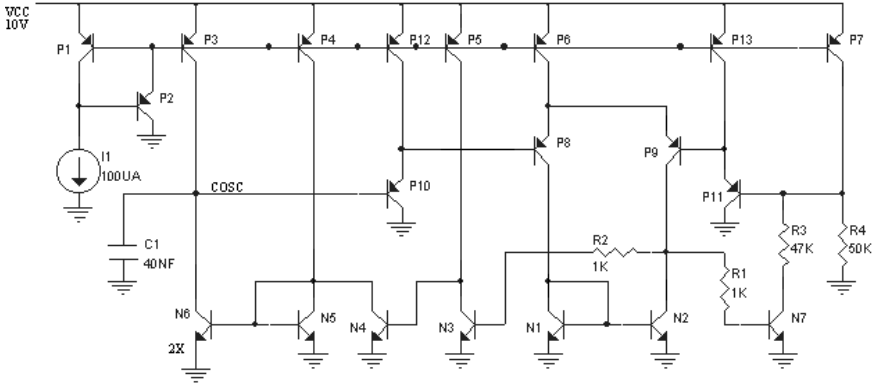 VCC
10V
P1
P3
P4
P12
P5
P6
P13
P7
P2
P8
P9
I1
100UA
COSC
P10
P11
C1
40NF
R2
1K
R1
1K
R3
47K
R4
50K
N6
N5
N4
N3
N1
N2
N7
2X